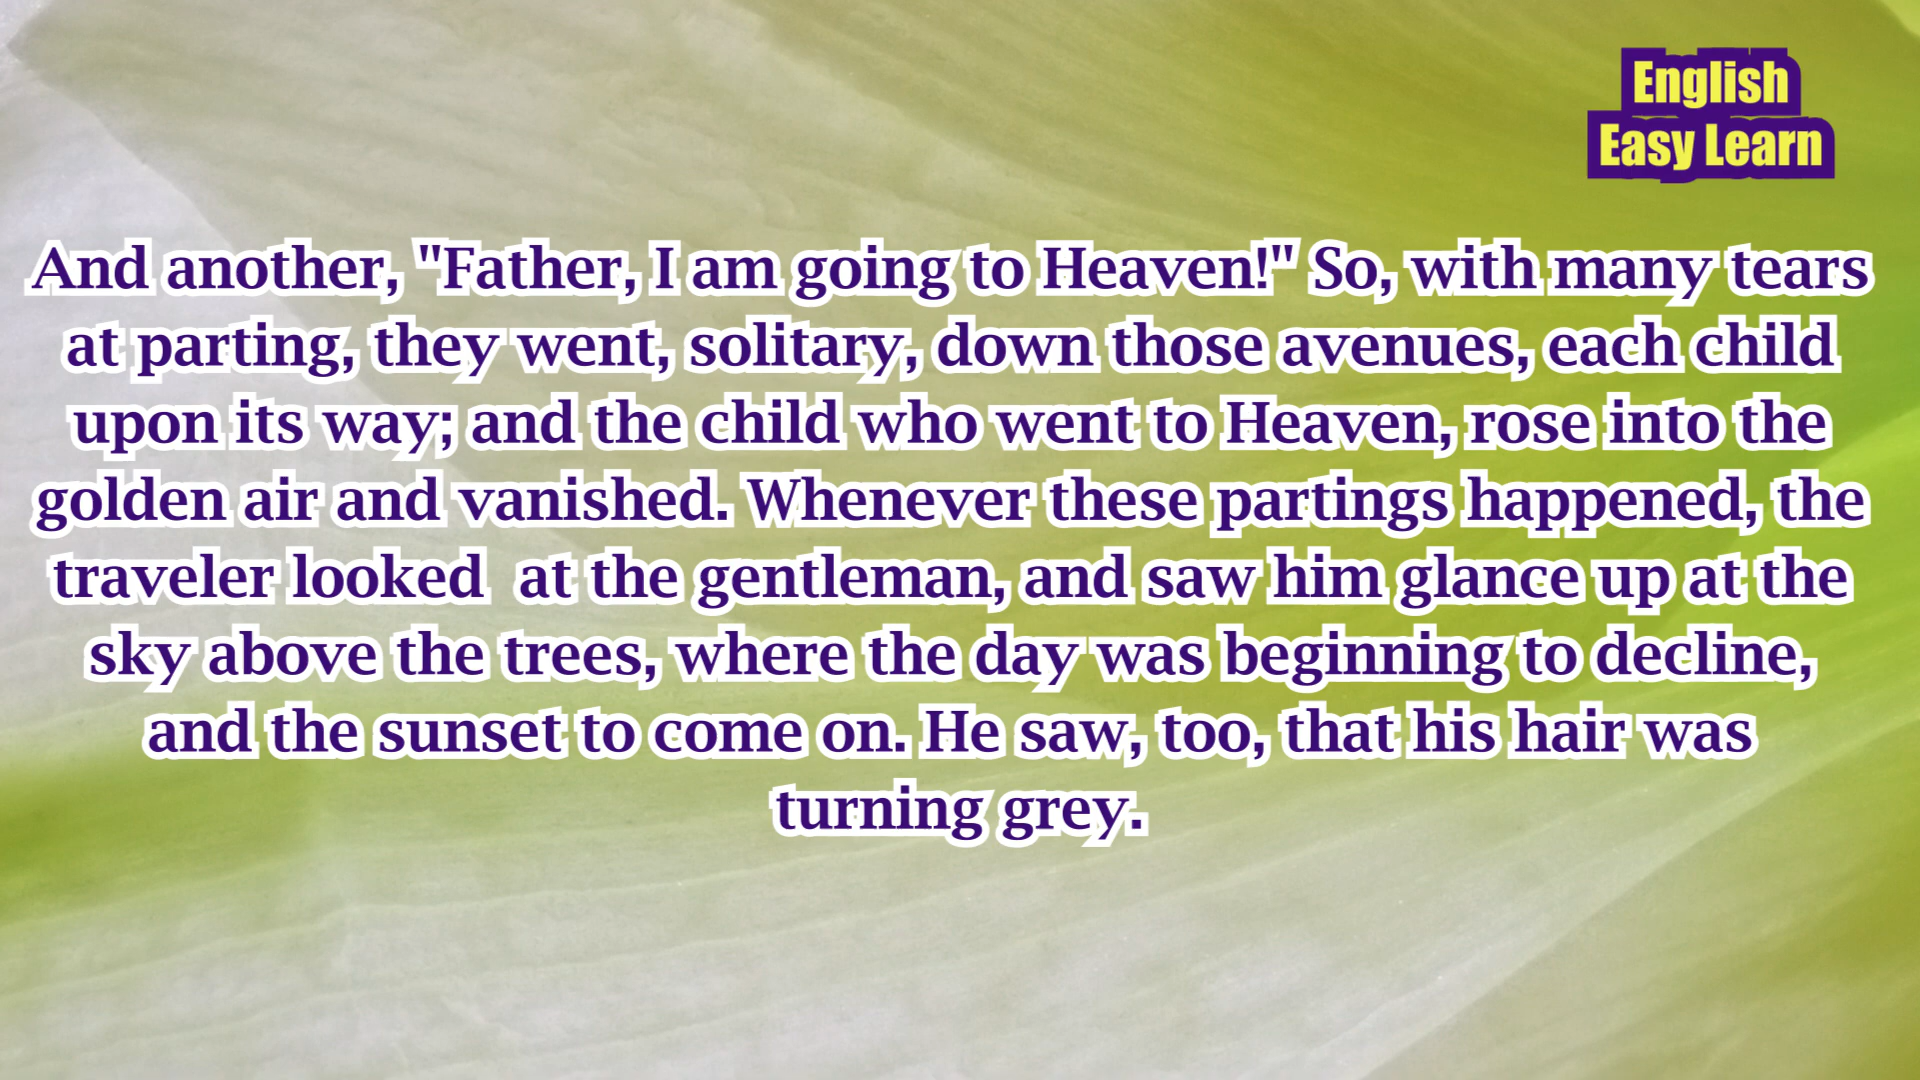 English
Easy Learn
And another, "Father, I am going to Heaven!" So, with many tears
at parting, they went, solitary, down those avenues, each child
upon its way; and the child who went to Heaven, rose into the
golden air and vanished. Whenever these partings happened, the
traveler looked  at the gentleman, and saw him glance up at the
sky above the trees, where the day was beginning to decline,
and the sunset to come on. He saw, too, that his hair was
turning grey.